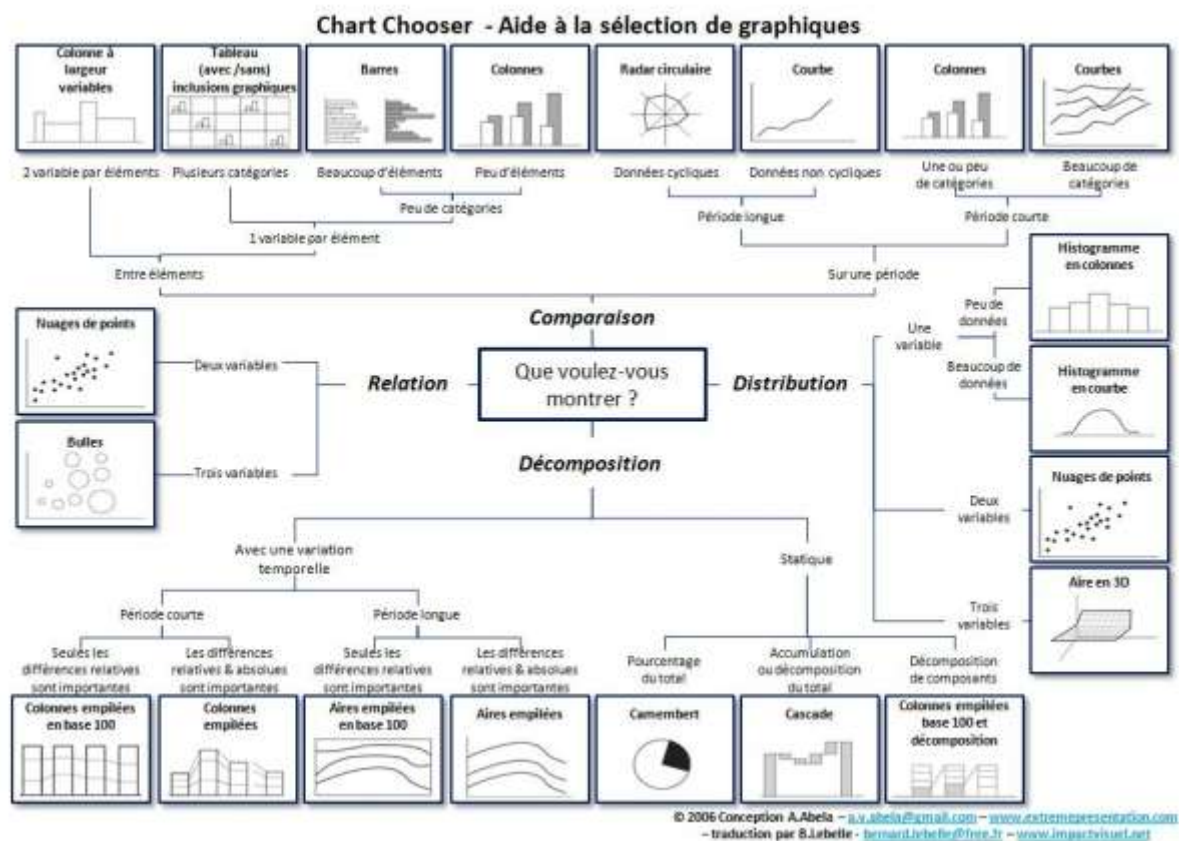 Chart Chooser - Aide à la sélection de graphiques
Colonne à
largeur
variables
Tableau
(avec /sans)
inclusions graphiques
Barres
Colonnes
Radar circulaire
Courbe
Colonnes
Courbes
2 variable par éléments
Plusieurs catégories
Beaucoup d'éléments
Peu d'éléments
Données cycliques
Données non cycliques
Une ou peu
de catégories
Beaucoup de
catégories
Peu de catégories
Période longue
Période courte
1 variable par élément
Entre éléments
Sur une période
Histogramme
en colonnes
Nuages de points
Comparaison
Peu de
données
Une
variable
Deux variables
Relation
Que voulez-vous
montrer ?
Distribution
Beaucoup de
données
Histogramme
en courbe
Bulles
Trois variables
Décomposition
Nuages de points
Deux
variables
Avec une variation
temporelle
Statique
Aire en 3D
Trois
variables
Période courte
Période longue
Seules les
différences relatives
sont importantes
Les différences
relatives & absolues
sont importantes
Seules les
différences relatives
sont importantes
Les différences
relatives & absolues
sont importantes
Pourcentage
du total
Accumulation
ou décomposition
du total
Décomposition
de composants
Colonnes empilées
en base 100
Colonnes
empilées
Aires empilées
en base 100
Aires empilées
Camembert
Cascade
Colonnes empilées
base 100 et
décomposition
© 2006 Conception A.Abela – a.v.abela@gmail.com – www.extremepresentation.com
– traduction par B.Lebelle - bernard.lebelle@free.fr – www.impactvisuel.net